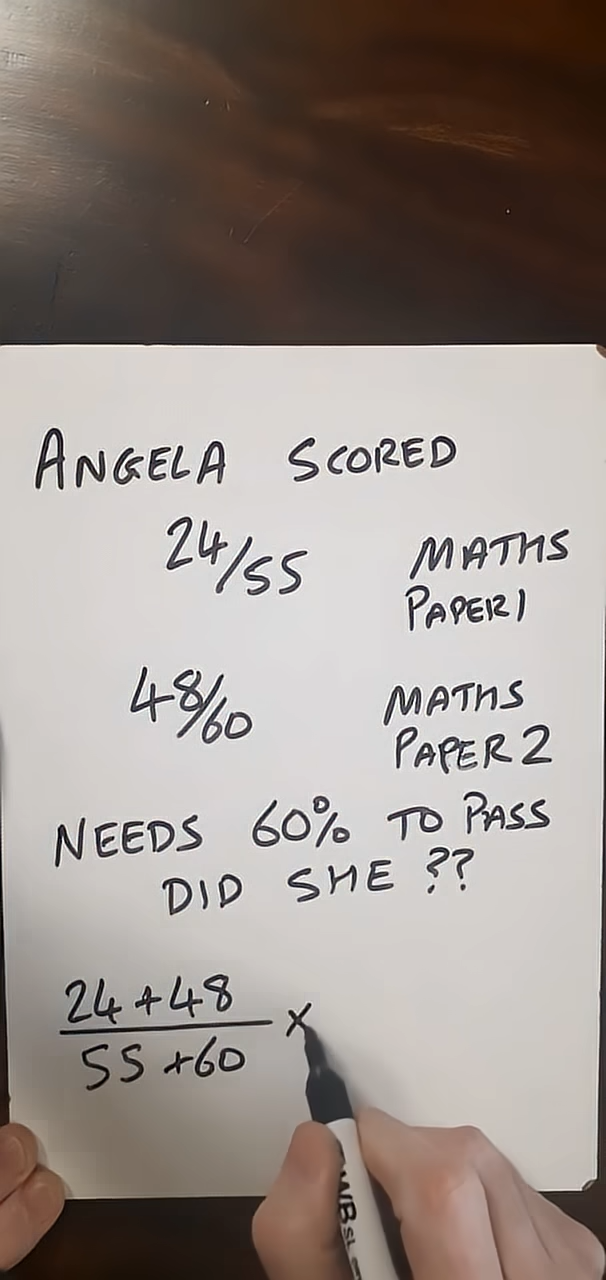 ANGELA SCORED
24/55 MATHS
PAPER 1
48/60 MATHS
PAPER 2
NEEDS 60% TO PASS
DID SHE ??
24 + 48 ×
55 + 60
WB